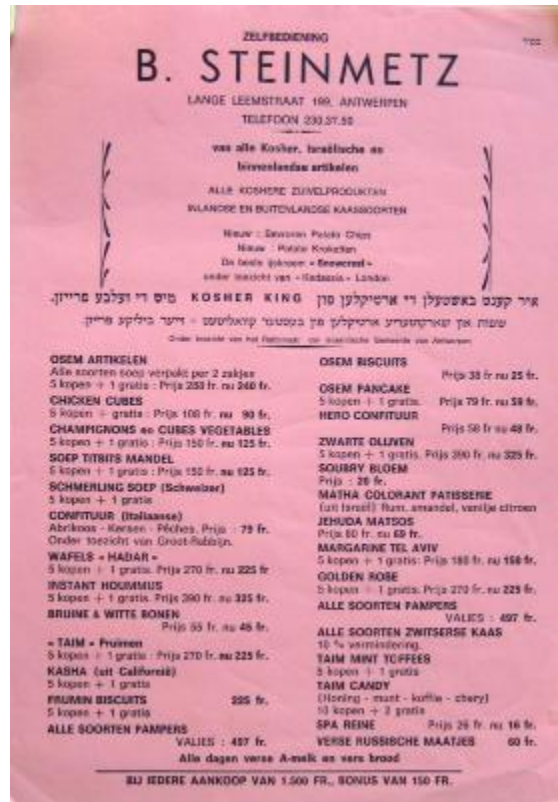 ZELFBEDIENING
B. STEINMETZ
LANGE LEEMSTRAAT 199, ANTWERPEN
TELEFOON 230.37.50
van alle Kosher, Israëlische en
binnenlandse artikelen
ALLE KOSHERE ZUIVELPRODUKTEN
INLANDSE EN BUITENLANDSE KAASSOORTEN
Nieuw : Potato Chips
Nieuw : Potato Kroketten
De beste ijskroem « Snowcrest »
onder toezicht van « Kedassia » - London
איר קענט באשטעלן די ארטיקלען פון KOSHER KING מיט די זעלבע פרייזן.
Onder toezicht van het Rabbinaat der Israelitische Gemeente van Antwerpen
OSEM ARTIKELEN
Alle soorten soep verpakt per 2 zakjes
5 kopen + 1 gratis : Prijs 288 fr. nu 240 fr.
CHICKEN CUBES
5 kopen + gratis : Prijs 108 fr. nu 90 fr.
CHAMPIGNONS en CUBES VEGETABLES
5 kopen + 1 gratis : Prijs 150 fr. nu 125 fr.
SOEP TITBITS MANDEL
5 kopen + 1 gratis : Prijs 150 fr. nu 125 fr.
SCHMERLING SOEP (Schweizer)
5 kopen + 1 gratis
CONFITUUR (Italiaanse)
Abrikoos - Kersen - Pêches. Prijs : 79 fr.
Onder toezicht van Groot-Rabbijn.
WAFELS « HADAR »
5 kopen + 1 gratis. Prijs 270 fr. nu 225 fr
INSTANT HOUMMUS
5 kopen + 1 gratis. Prijs 390 fr. nu 325 fr.
BRUINE & WITTE BONEN
Prijs 55 fr. nu 45 fr.
« TAIM » Pruimen
5 kopen + 1 gratis : Prijs 270 fr. nu 225 fr.
KASHA (uit Californië)
5 kopen + 1 gratis
FRUMIN BISCUITS 225 fr.
5 kopen + 1 gratis
ALLE SOORTEN PAMPERS
VALIES : 497 fr.
OSEM BISCUITS
Prijs 38 fr. nu 25 fr.
OSEM PANCAKE
5 kopen + 1 gratis. Prijs 79 fr. nu 59 fr.
HERO CONFITUUR
Prijs 58 fr nu 48 fr.
ZWARTE OLIJVEN
5 kopen + 1 gratis. Prijs 390 fr. nu 325 fr.
SOUBRY BLOEM
Prijs : 20 fr.
MATHA COLORANT PATISSERIE
(uit Israël) Rum, amandel, vanilje citroen
JEHUDA MATSOS
Prijs 80 fr. nu 69 fr.
MARGARINE TEL AVIV
5 kopen + 1 gratis: Prijs 180 fr. nu 150 fr.
GOLDEN ROSE
5 kopen + 1 gratis. Prijs 270 fr. nu 225 fr.
ALLE SOORTEN PAMPERS
VALIES : 497 fr.
ALLE SOORTEN ZWITSERSE KAAS
10 % vermindering.
TAIM MINT TOFFEES
5 kopen + 1 gratis
TAIM CANDY
(Honing - munt - koffie - chery)
10 kopen + 2 gratis
SPA REINE Prijs 26 fr. nu 16 fr.
VERSE RUSSISCHE MAATJES 60 fr.
Alle dagen verse A-melk en vers brood
BIJ IEDERE AANKOOP VAN 1.500 FR., BONUS VAN 150 FR.